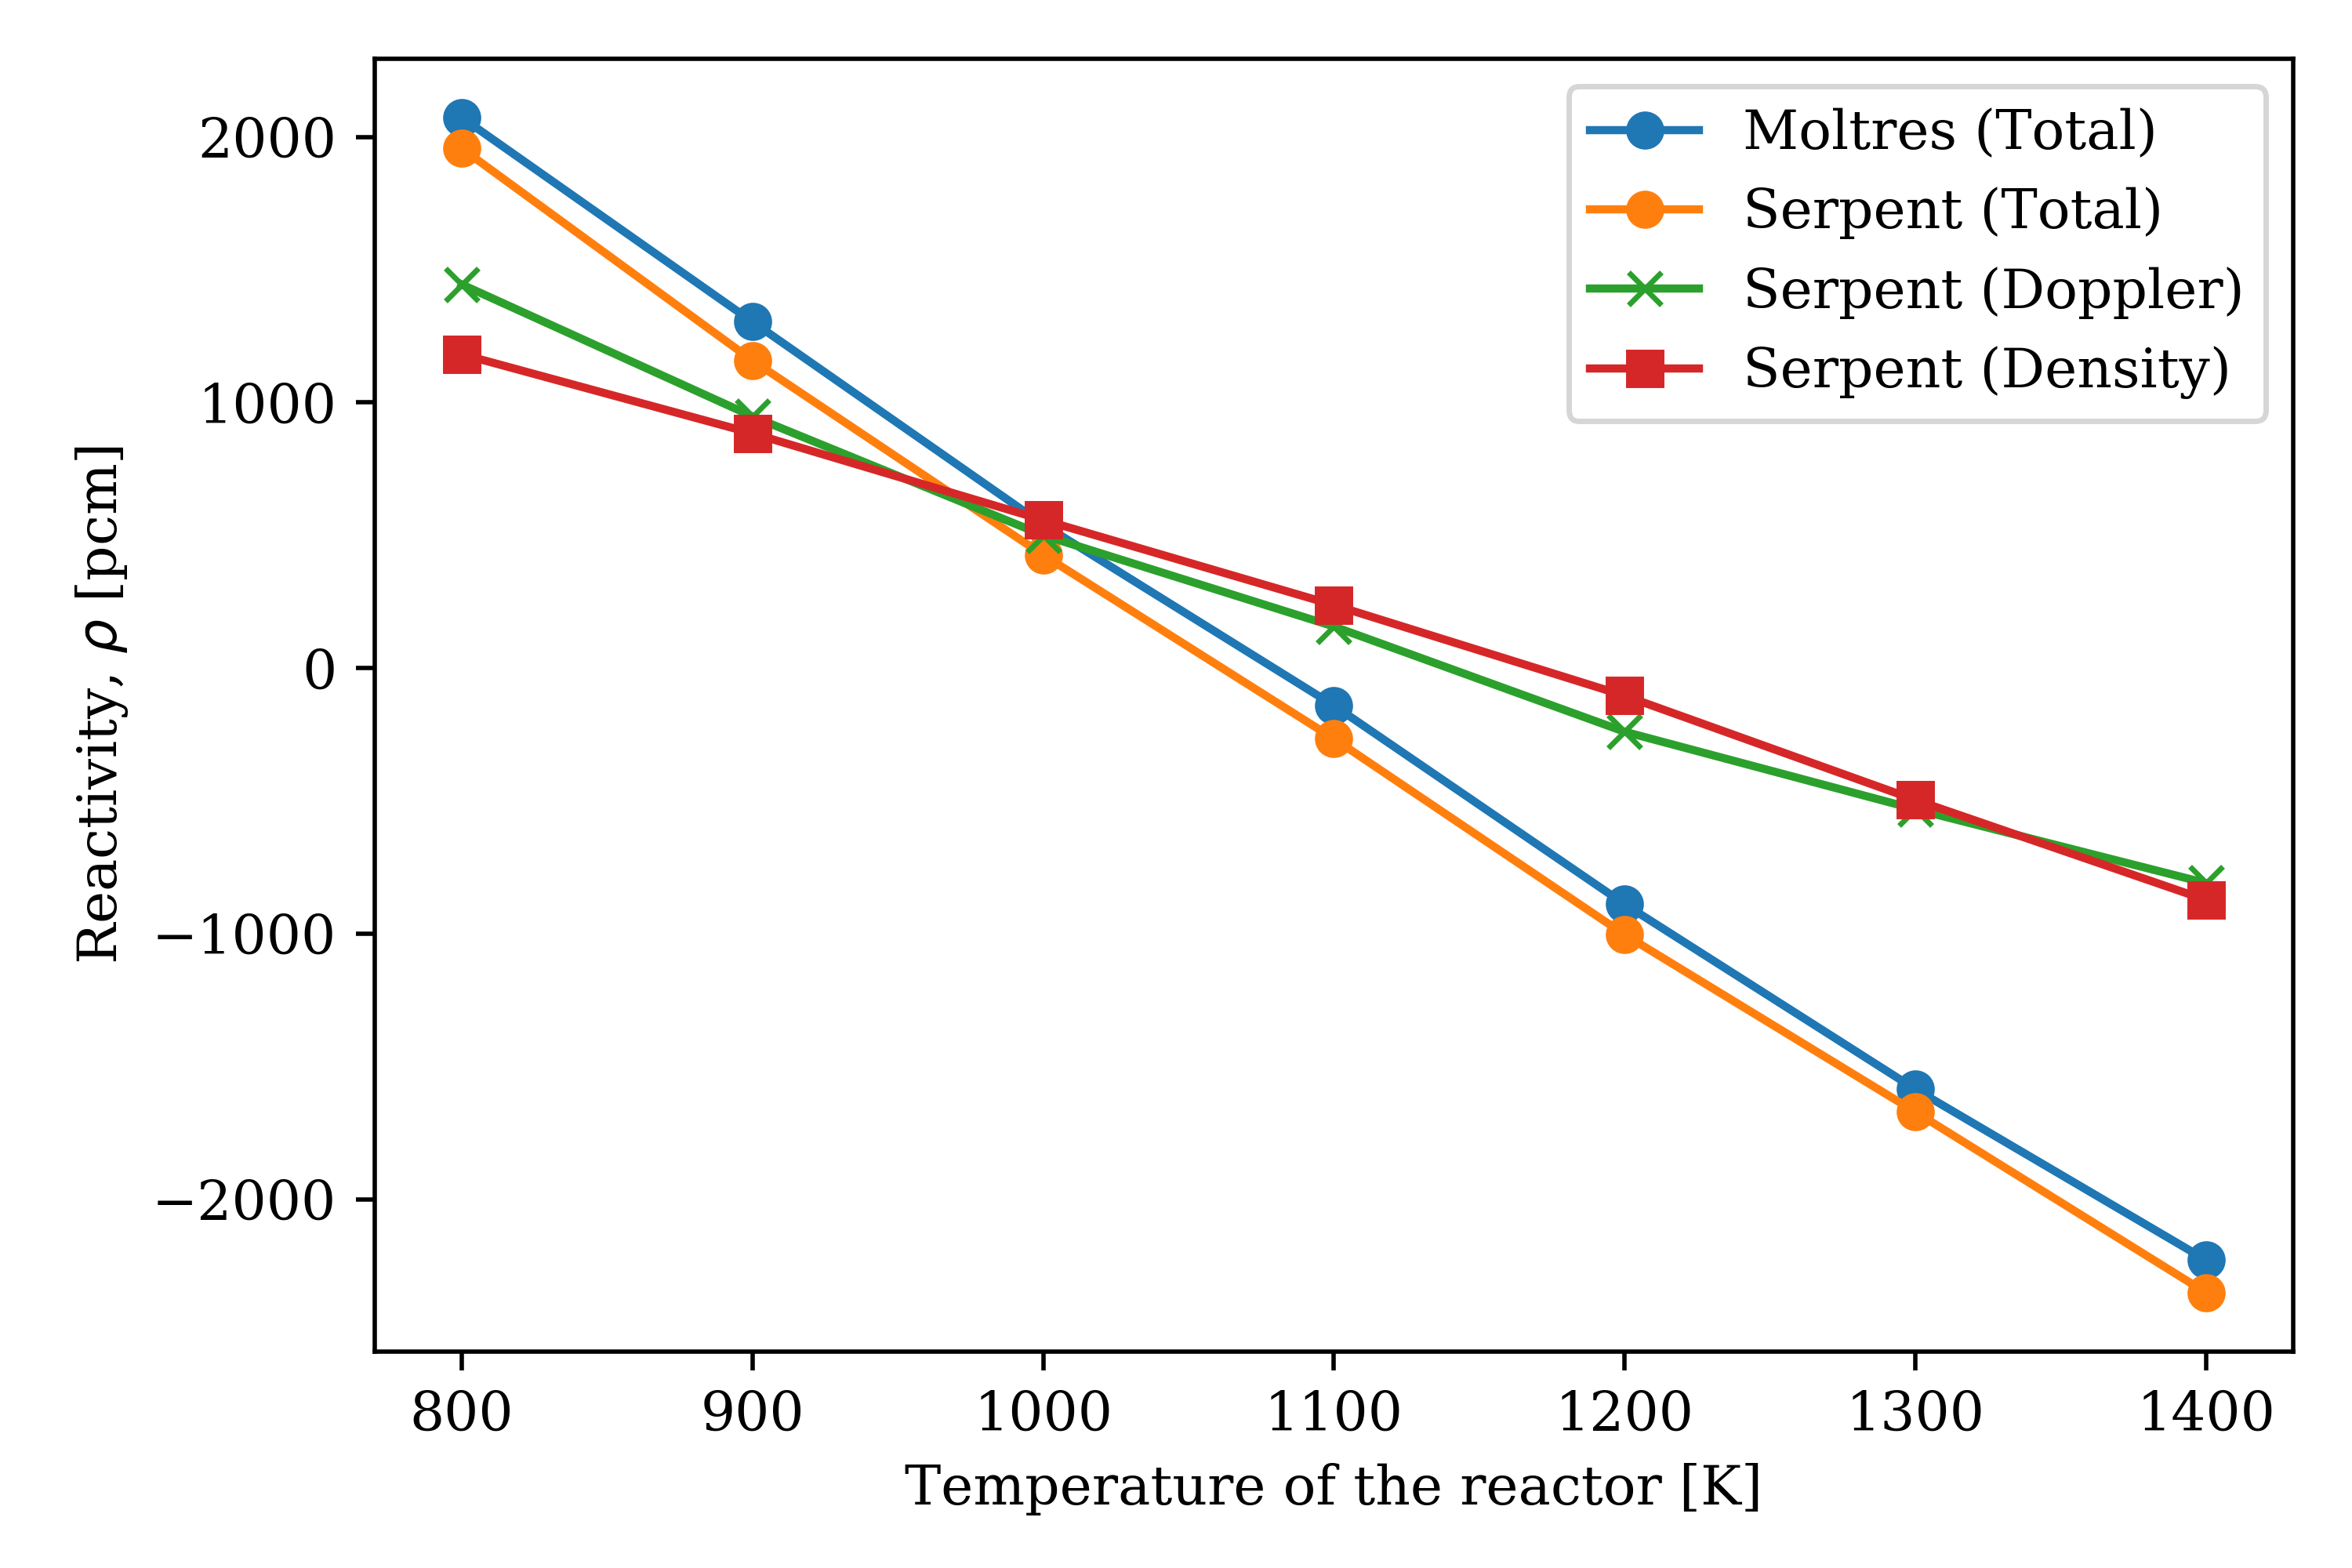 Moltres (Total)
Serpent (Total)
Serpent (Doppler)
Serpent (Density)
2000
1000
0
−1000
−2000
Reactivity, ρ [pcm]
800 900 1000 1100 1200 1300 1400
Temperature of the reactor [K]